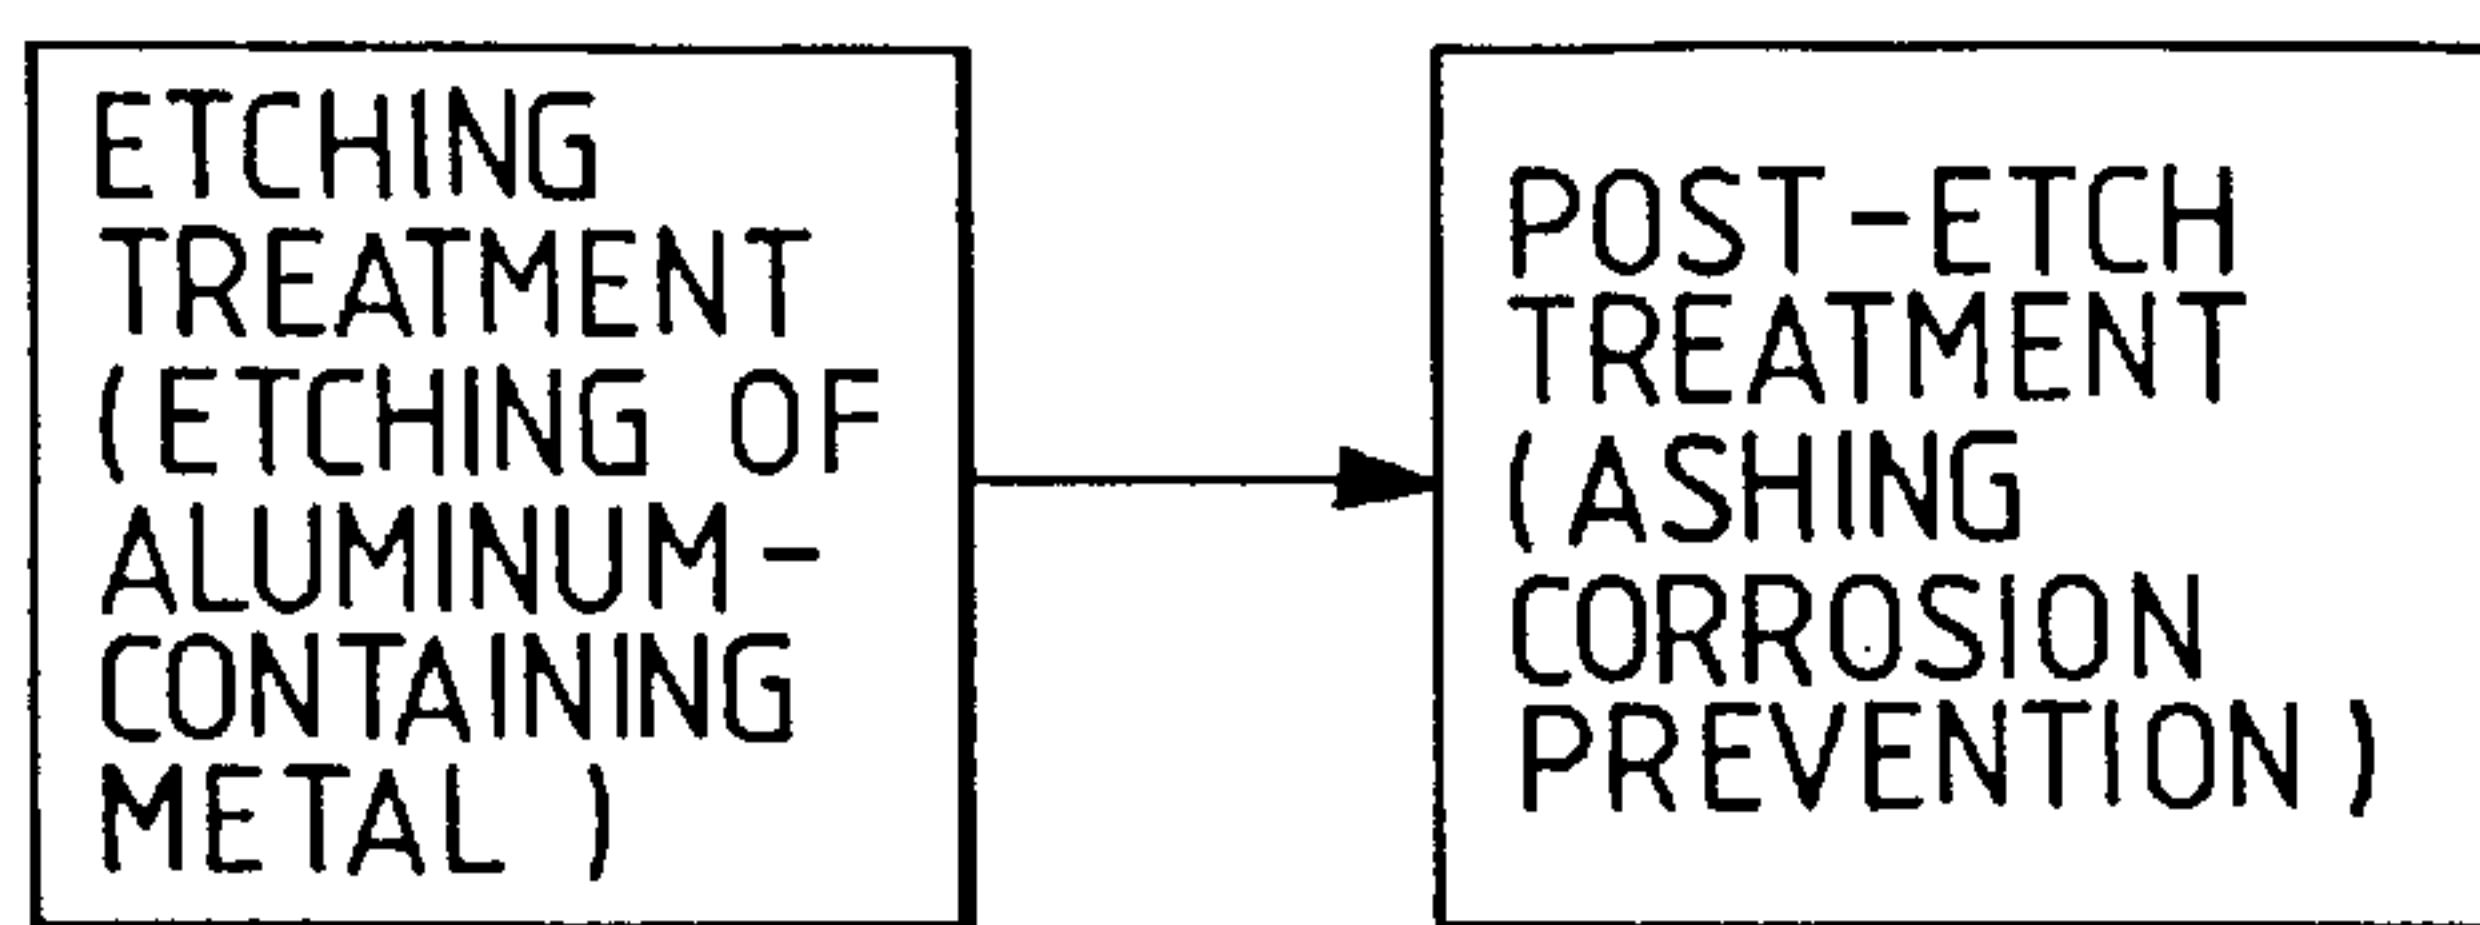 ETCHING
TREATMENT
(ETCHING OF
ALUMINUM-
CONTAINING
METAL)
POST-ETCH
TREATMENT
(ASHING
CORROSION
PREVENTION)